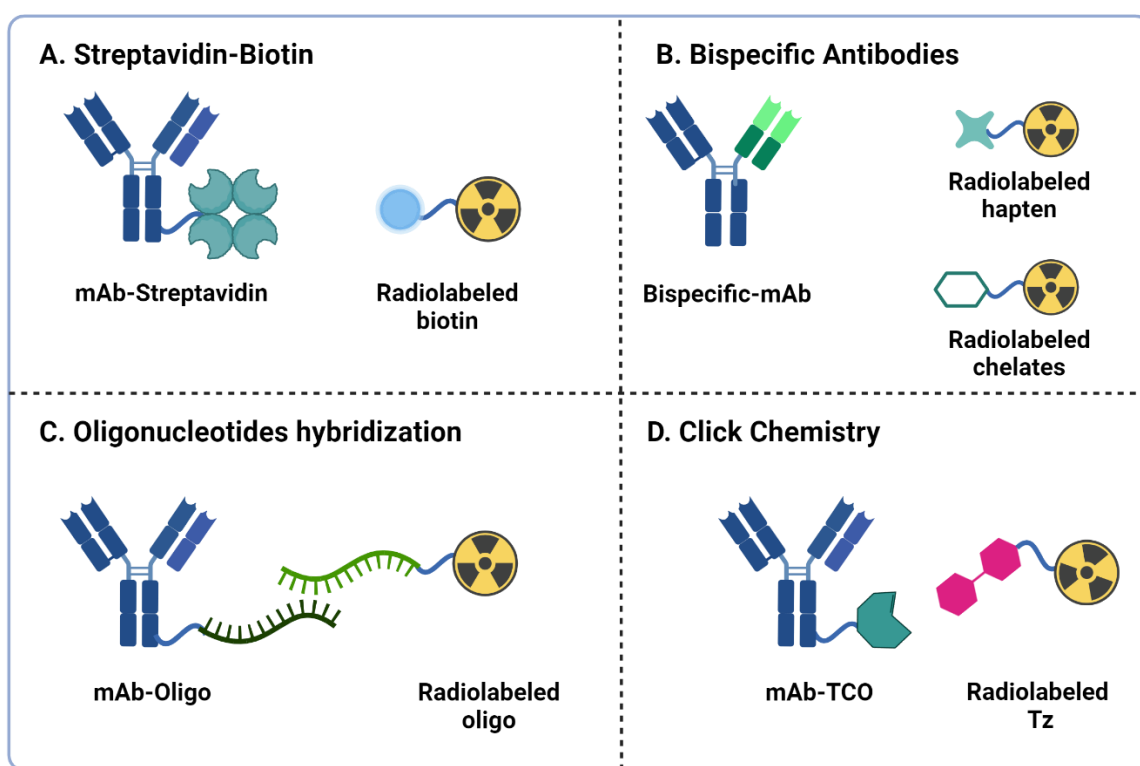 A. Streptavidin-Biotin
mAb-Streptavidin
Radiolabeled
biotin
B. Bispecific Antibodies
Bispecific-mAb
Radiolabeled
hapten
Radiolabeled
chelates
C. Oligonucleotides hybridization
mAb-Oligo
Radiolabeled
oligo
D. Click Chemistry
mAb-TCO
Radiolabeled
Tz